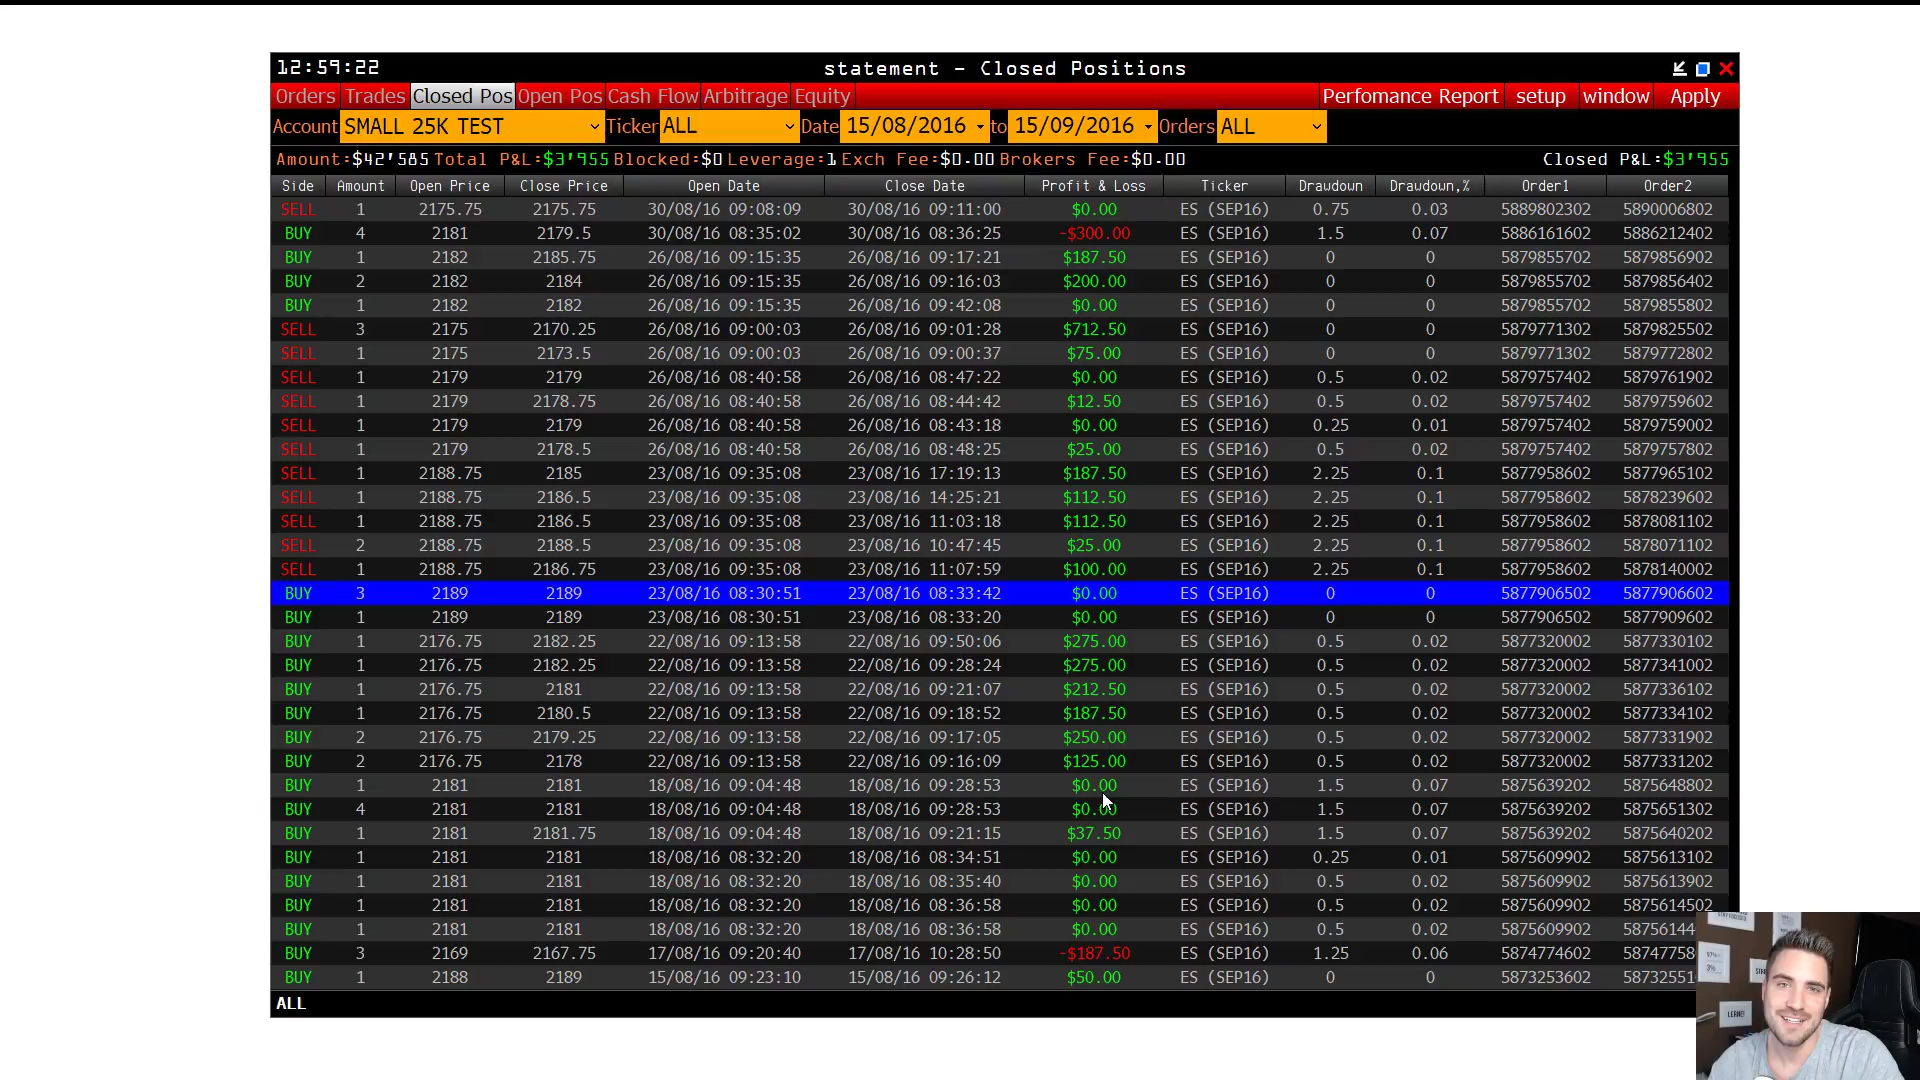 12:59:22 statement - Closed Positions
Orders Trades Closed Pos Open Pos Cash Flow Arbitrage Equity Perfomance Report setup window Apply
Account SMALL 25K TEST Ticker ALL Date 15/08/2016 to 15/09/2016 Orders ALL
Amount:$42'585 Total P&L:$3'955 Blocked:$0 Leverage:1 Exch Fee:$0.00 Brokers Fee:$0.00 Closed P&L:$3'955
Side Amount Open Price Close Price Open Date Close Date Profit & Loss Ticker Drawdown Drawdown,% Order1 Order2
SELL 1 2175.75 2175.75 30/08/16 09:08:09 30/08/16 09:11:00 $0.00 ES (SEP16) 0.75 0.03 5889802302 5890006802
BUY 4 2181 2179.5 30/08/16 08:35:02 30/08/16 08:36:25 -$300.00 ES (SEP16) 1.5 0.07 5886161602 5886212402
BUY 1 2182 2185.75 26/08/16 09:15:35 26/08/16 09:17:21 $187.50 ES (SEP16) 0 0 5879855702 5879856902
BUY 2 2182 2184 26/08/16 09:15:35 26/08/16 09:16:03 $200.00 ES (SEP16) 0 0 5879855702 5879856402
BUY 1 2182 2182 26/08/16 09:15:35 26/08/16 09:42:08 $0.00 ES (SEP16) 0 0 5879855702 5879855802
SELL 3 2175 2170.25 26/08/16 09:00:03 26/08/16 09:01:28 $712.50 ES (SEP16) 0 0 5879771302 5879825502
SELL 1 2175 2173.5 26/08/16 09:00:03 26/08/16 09:00:37 $75.00 ES (SEP16) 0 0 5879771302 5879772802
SELL 1 2179 2179 26/08/16 08:40:58 26/08/16 08:47:22 $0.00 ES (SEP16) 0.5 0.02 5879757402 5879761902
SELL 1 2179 2178.75 26/08/16 08:40:58 26/08/16 08:44:42 $12.50 ES (SEP16) 0.5 0.02 5879757402 5879759602
SELL 1 2179 2179 26/08/16 08:40:58 26/08/16 08:43:18 $0.00 ES (SEP16) 0.25 0.01 5879757402 5879759002
SELL 1 2179 2178.5 26/08/16 08:40:58 26/08/16 08:48:25 $25.00 ES (SEP16) 0.5 0.02 5879757402 5879757802
SELL 1 2188.75 2185 23/08/16 09:35:08 23/08/16 17:19:13 $187.50 ES (SEP16) 2.25 0.1 5877958602 5877965102
SELL 1 2188.75 2186.5 23/08/16 09:35:08 23/08/16 14:25:21 $112.50 ES (SEP16) 2.25 0.1 5877958602 5878239602
SELL 1 2188.75 2186.5 23/08/16 09:35:08 23/08/16 11:03:18 $112.50 ES (SEP16) 2.25 0.1 5877958602 5878081102
SELL 2 2188.75 2188.5 23/08/16 09:35:08 23/08/16 10:47:45 $25.00 ES (SEP16) 2.25 0.1 5877958602 5878071102
SELL 1 2188.75 2186.75 23/08/16 09:35:08 23/08/16 11:07:59 $100.00 ES (SEP16) 2.25 0.1 5877958602 5878140002
BUY 3 2189 2189 23/08/16 08:30:51 23/08/16 08:33:42 $0.00 ES (SEP16) 0 0 5877906502 5877906602
BUY 1 2189 2189 23/08/16 08:30:51 23/08/16 08:33:20 $0.00 ES (SEP16) 0 0 5877906502 5877909602
BUY 1 2176.75 2182.25 22/08/16 09:13:58 22/08/16 09:50:06 $275.00 ES (SEP16) 0.5 0.02 5877320002 5877330102
BUY 1 2176.75 2182.25 22/08/16 09:13:58 22/08/16 09:28:24 $275.00 ES (SEP16) 0.5 0.02 5877320002 5877341002
BUY 1 2176.75 2181 22/08/16 09:13:58 22/08/16 09:21:07 $212.50 ES (SEP16) 0.5 0.02 5877320002 5877336102
BUY 1 2176.75 2180.5 22/08/16 09:13:58 22/08/16 09:18:52 $187.50 ES (SEP16) 0.5 0.02 5877320002 5877334102
BUY 2 2176.75 2179.25 22/08/16 09:13:58 22/08/16 09:17:05 $250.00 ES (SEP16) 0.5 0.02 5877320002 5877331902
BUY 2 2176.75 2178 22/08/16 09:13:58 22/08/16 09:16:09 $125.00 ES (SEP16) 0.5 0.02 5877320002 5877331202
BUY 1 2181 2181 18/08/16 09:04:48 18/08/16 09:28:53 $0.00 ES (SEP16) 1.5 0.07 5875639202 5875648802
BUY 4 2181 2181 18/08/16 09:04:48 18/08/16 09:28:53 $0.00 ES (SEP16) 1.5 0.07 5875639202 5875651302
BUY 1 2181 2181.75 18/08/16 09:04:48 18/08/16 09:21:15 $37.50 ES (SEP16) 1.5 0.07 5875639202 5875640202
BUY 1 2181 2181 18/08/16 08:32:20 18/08/16 08:34:51 $0.00 ES (SEP16) 0.25 0.01 5875609902 5875613102
BUY 1 2181 2181 18/08/16 08:32:20 18/08/16 08:35:40 $0.00 ES (SEP16) 0.5 0.02 5875609902 5875613902
BUY 1 2181 2181 18/08/16 08:32:20 18/08/16 08:36:58 $0.00 ES (SEP16) 0.5 0.02 5875609902 5875614502
BUY 1 2181 2181 18/08/16 08:32:20 18/08/16 08:36:58 $0.00 ES (SEP16) 0.5 0.02 5875609902 58756144
BUY 3 2169 2167.75 17/08/16 09:20:40 17/08/16 10:28:50 -$187.50 ES (SEP16) 1.25 0.06 5874774602 58747758
BUY 1 2188 2189 15/08/16 09:23:10 15/08/16 09:26:12 $50.00 ES (SEP16) 0 0 5873253602 58732551
ALL